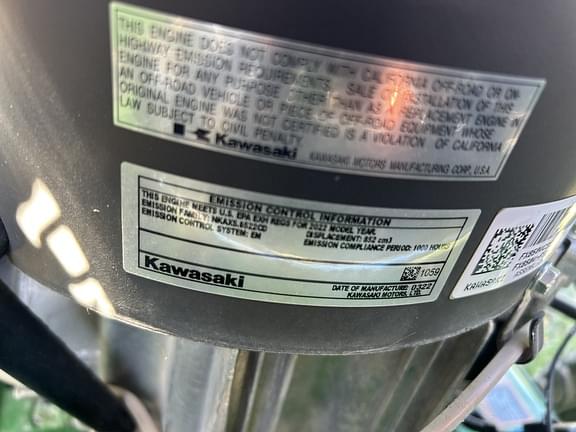 THIS ENGINE DOES NOT COMPLY WITH CALIFORNIA OFF-ROAD OR ON-
HIGHWAY EMISSION REQUIREMENTS. SALE OR INSTALLATION OF THIS
ENGINE FOR ANY PURPOSE OTHER THAN AS A REPLACEMENT ENGINE IN
AN OFF-ROAD VEHICLE OR PIECE OF OFF-ROAD EQUIPMENT WHOSE
ORIGINAL ENGINE WAS NOT CERTIFIED IS A VIOLATION OF CALIFORNIA
LAW SUBJECT TO CIVIL PENALTY
Kawasaki KAWASAKI MOTORS MANUFACTURING CORP., U.S.A.
EMISSION CONTROL INFORMATION
THIS ENGINE MEETS U.S. EPA EXH REGS FOR 2022 MODEL YEAR.
EMISSION FAMILY: NKAXS.8522CD DISPLACEMENT: 852 cm3
EMISSION CONTROL SYSTEM: EM EMISSION COMPLIANCE PERIOD: 1000 HOURS
1059
Kawasaki DATE OF MANUFACTURE: 0322
KAWASAKI MOTORS, LTD.